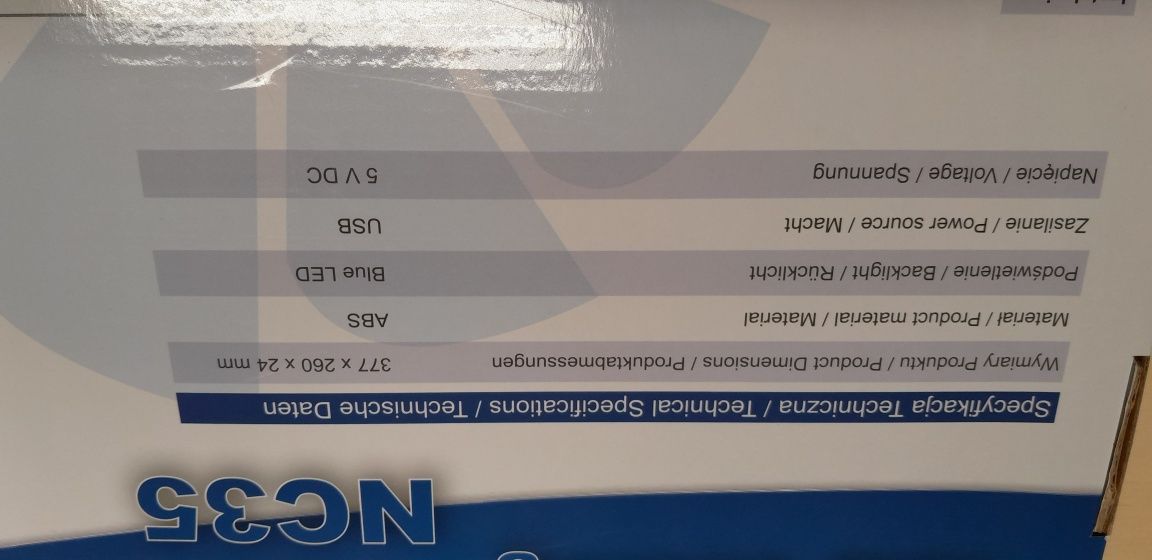 NC35
Specyfikacja Techniczna / Technical Specifications / Technische Daten
Wymiary Produktu / Product Dimensions / Produktabmessungen 377 x 260 x 24 mm
Materiał / Product material / Material ABS
Podświetlenie / Backlight / Rücklicht Blue LED
Zasilanie / Power source / Macht USB
Napięcie / Voltage / Spannung 5 V DC